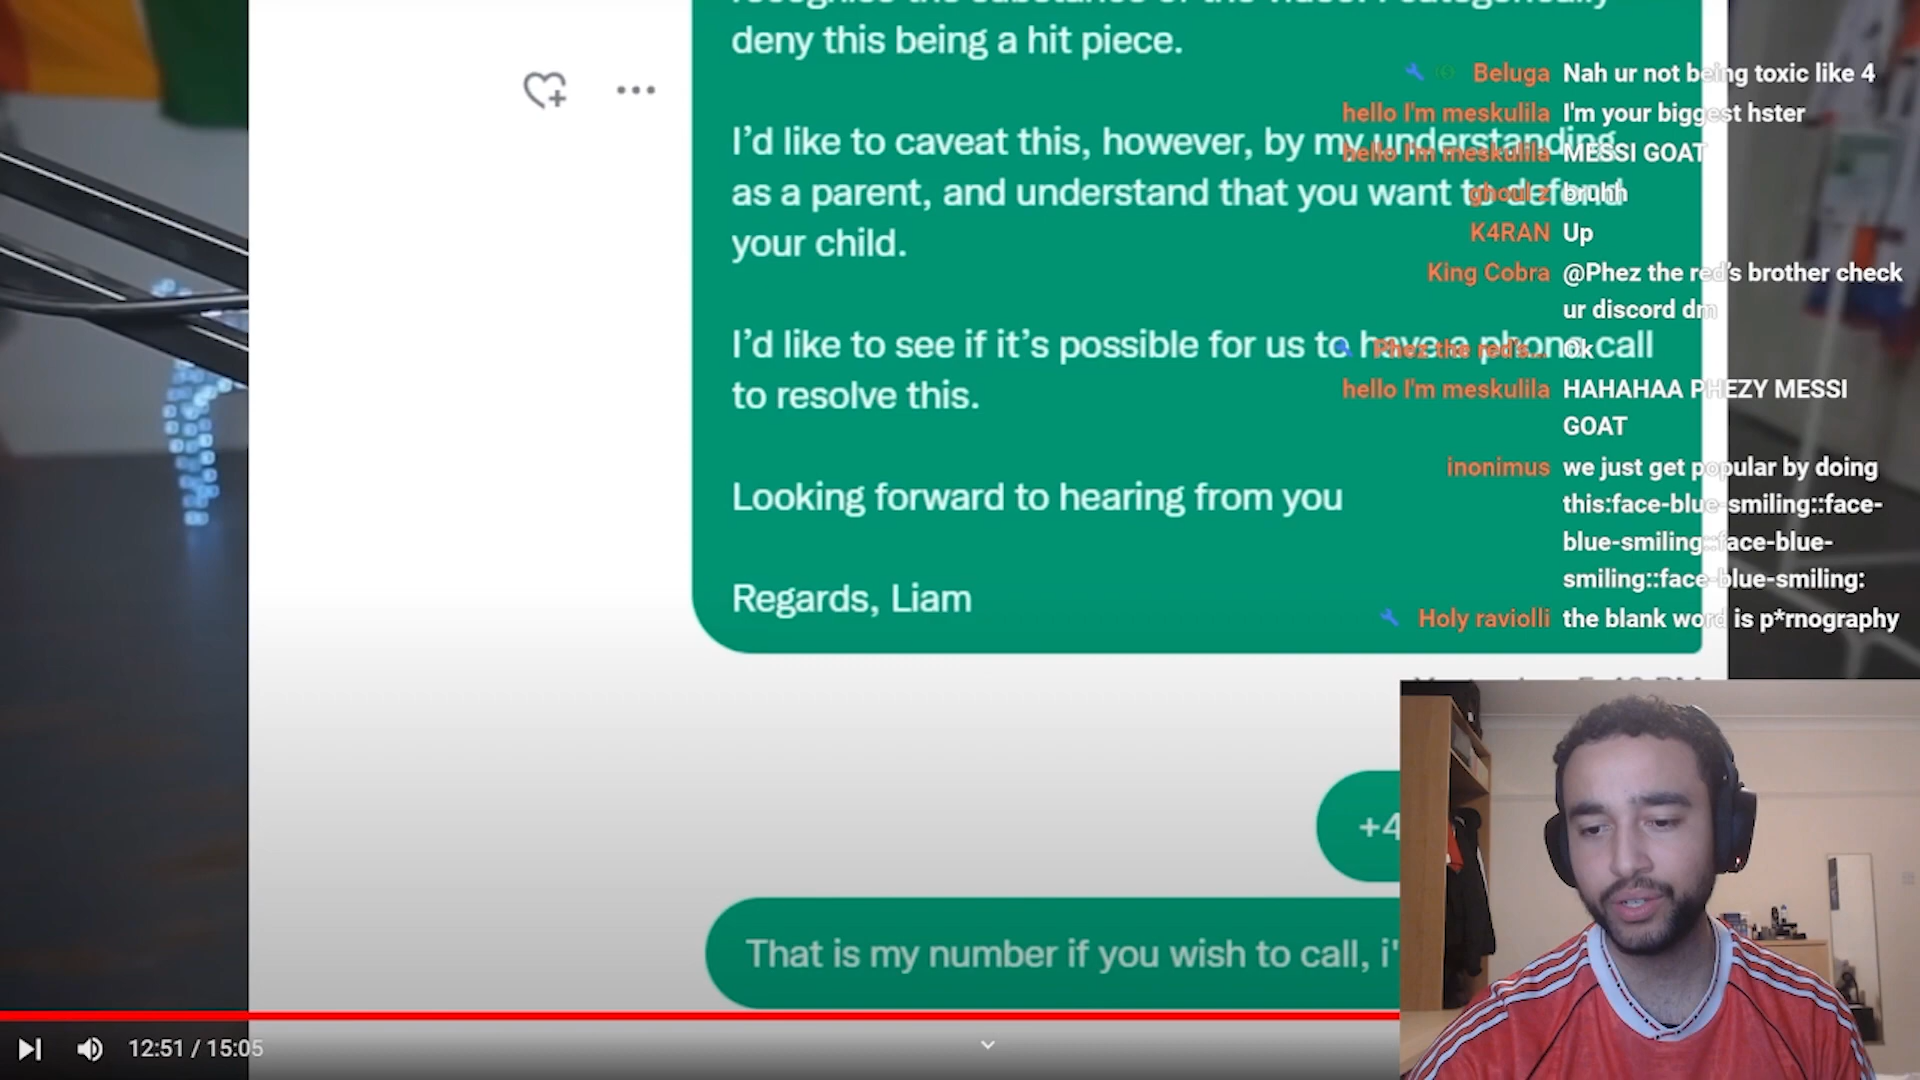 deny this being a hit piece.
I'd like to caveat this, however, by my understanding
as a parent, and understand that you want to defend
your child.
I'd like to see if it's possible for us to have a phone call
to resolve this.
Looking forward to hearing from you
Regards, Liam
+4
That is my number if you wish to call, i'
Beluga Nah ur not being toxic like 4
hello I'm meskulila I'm your biggest hster
hello I'm meskulila MESSI GOAT
ghoul z bruhh
K4RAN Up
King Cobra @Phez the red's brother check
ur discord dm
Phez the red's... Ok
hello I'm meskulila HAHAHAA PHEZY MESSI
GOAT
inonimus we just get popular by doing
this:face-blue-smiling::face-
blue-smiling::face-blue-
smiling::face-blue-smiling:
Holy raviolli the blank word is p*rnography
12:51 / 15:05